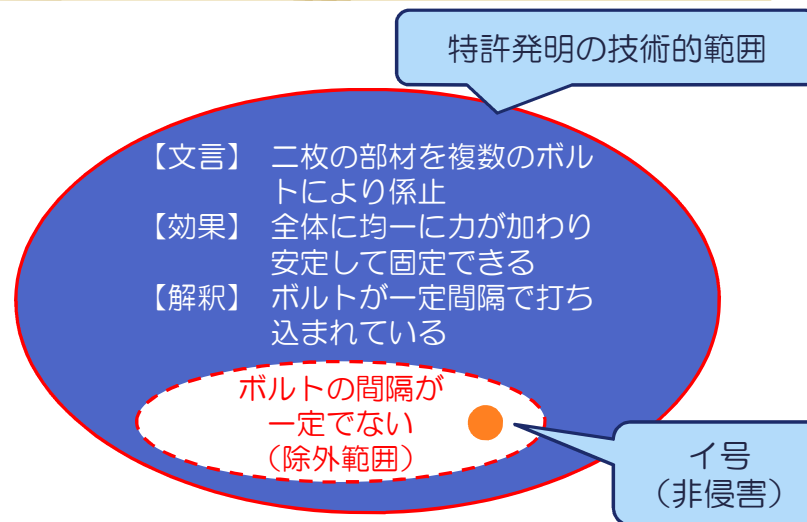 特許発明の技術的範囲
【文言】 二枚の部材を複数のボル
トにより係止
【効果】 全体に均一に力が加わり
安定して固定できる
【解釈】 ボルトが一定間隔で打ち
込まれている
ボルトの間隔が
一定でない
（除外範囲）
イ号
（非侵害）